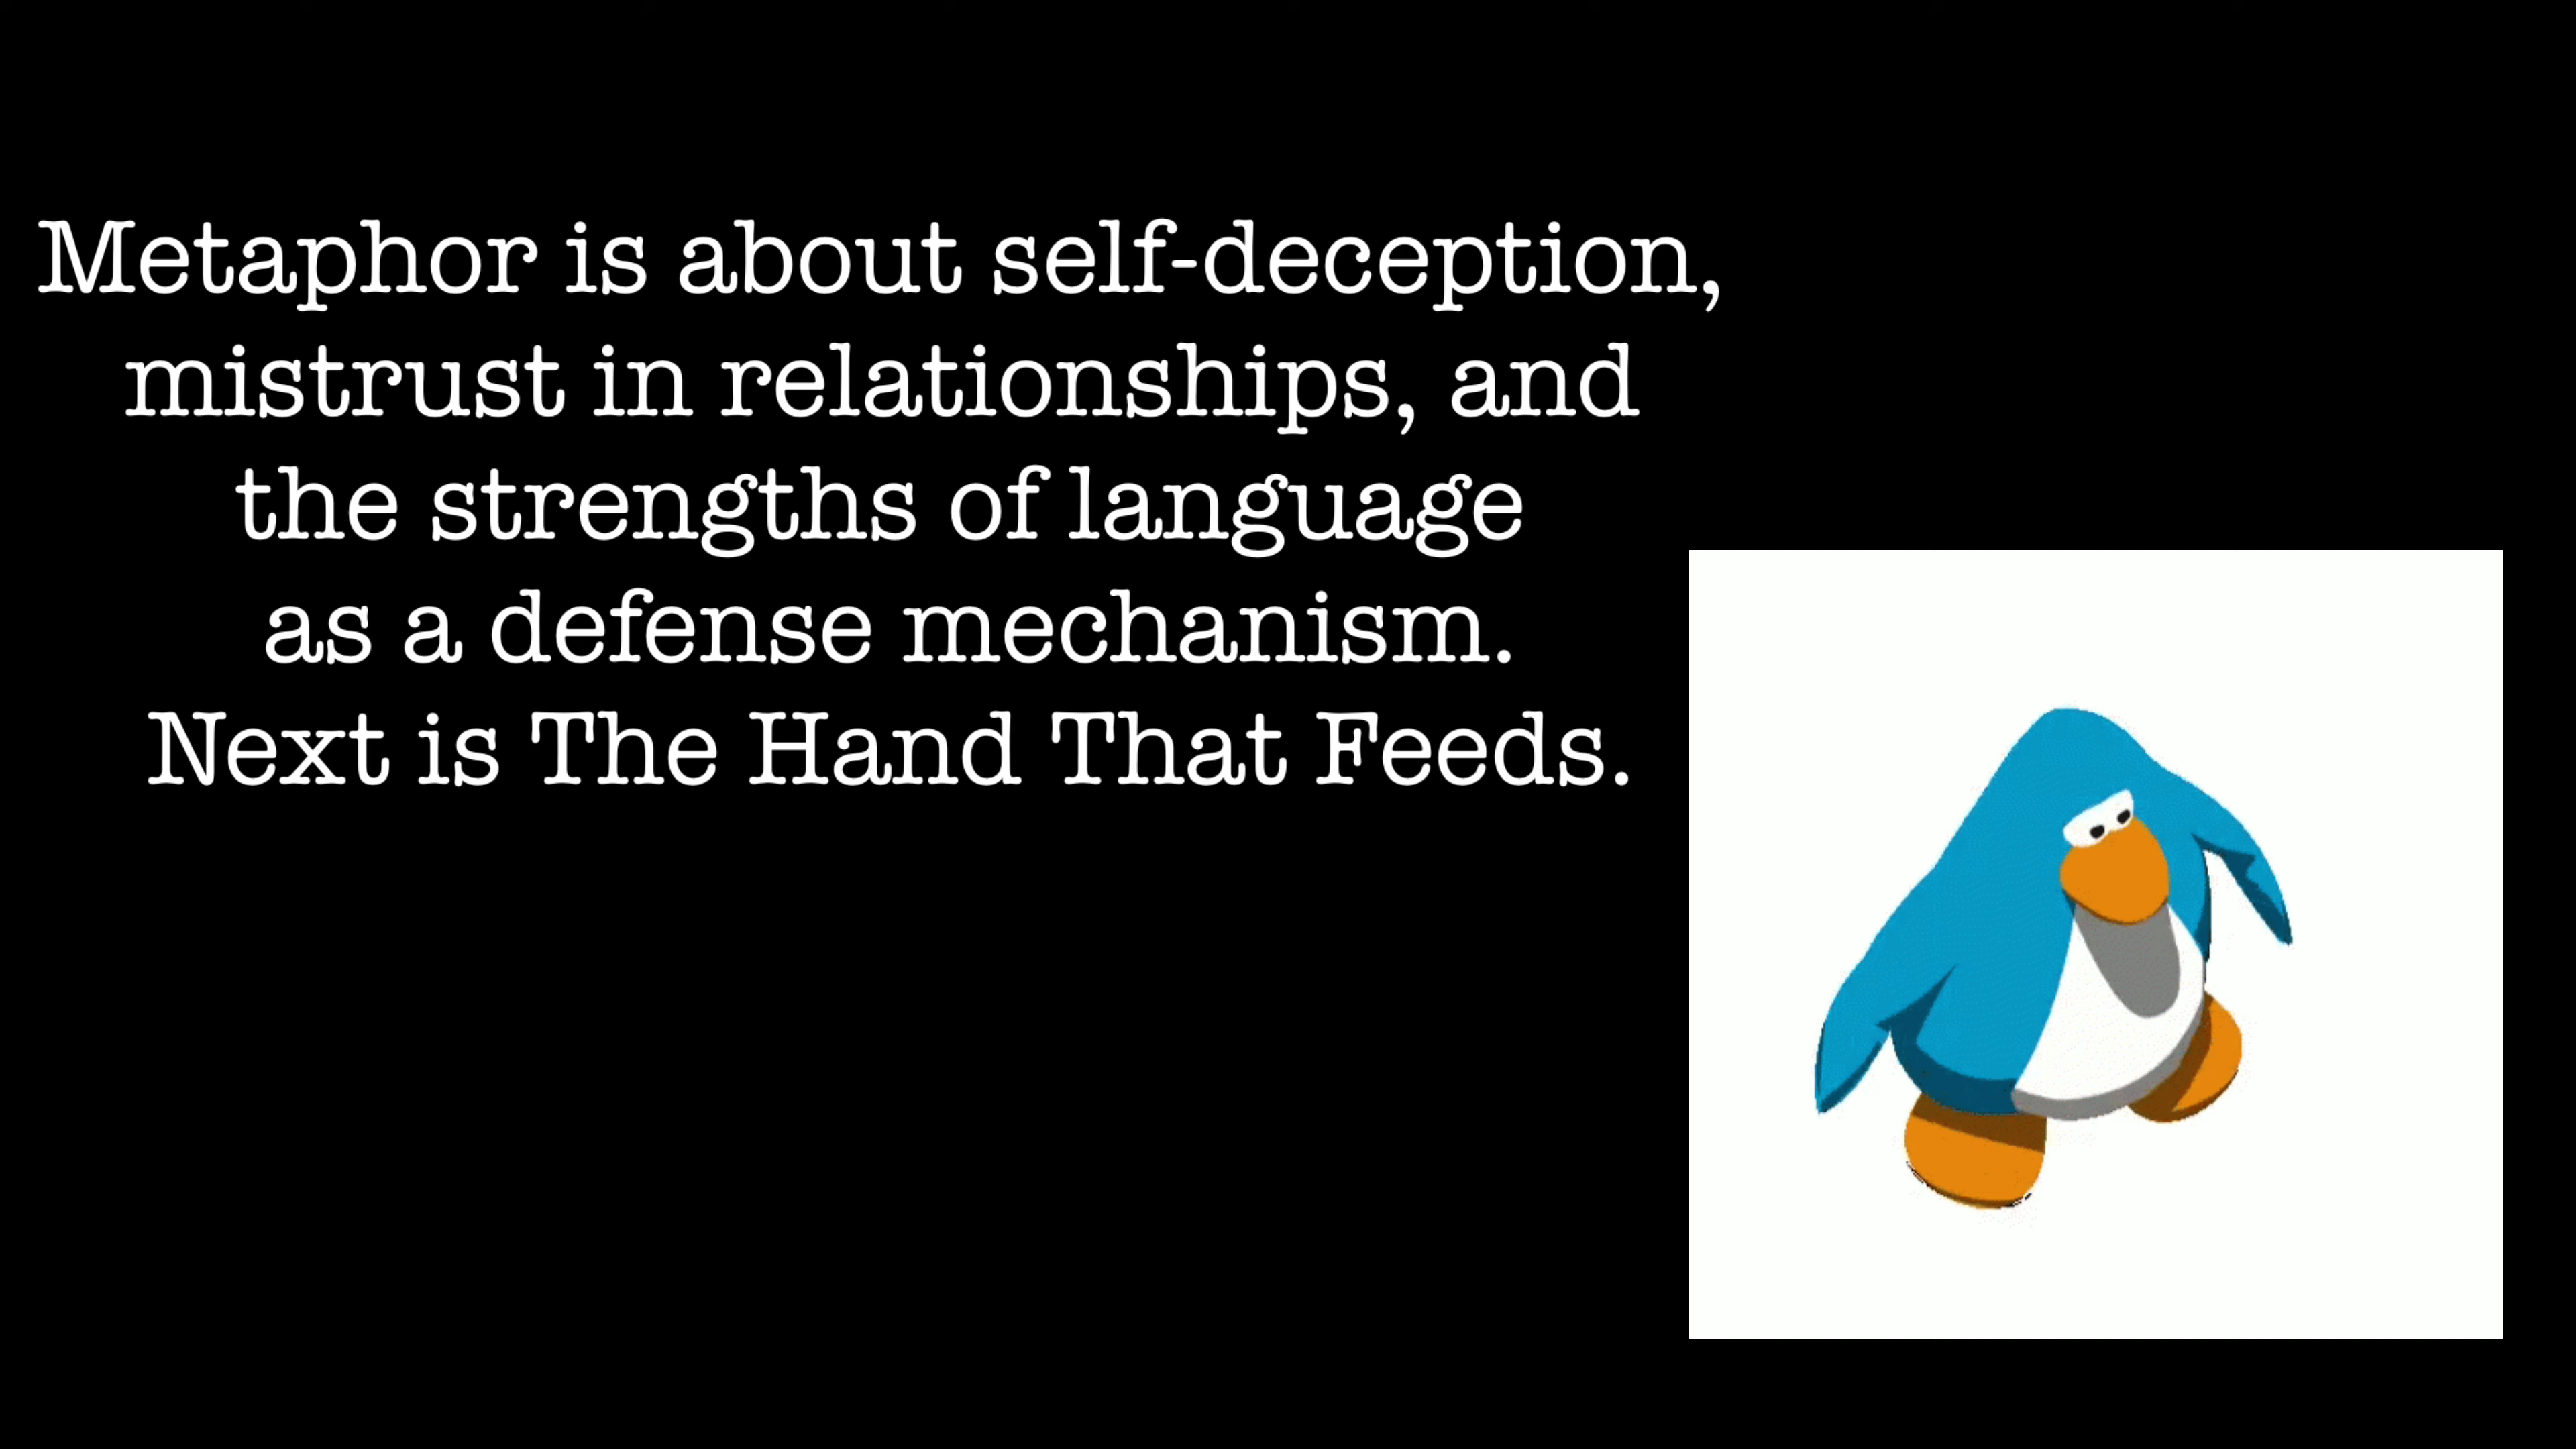 Metaphor is about self-deception,
mistrust in relationships, and
the strengths of language
as a defense mechanism.
Next is The Hand That Feeds.